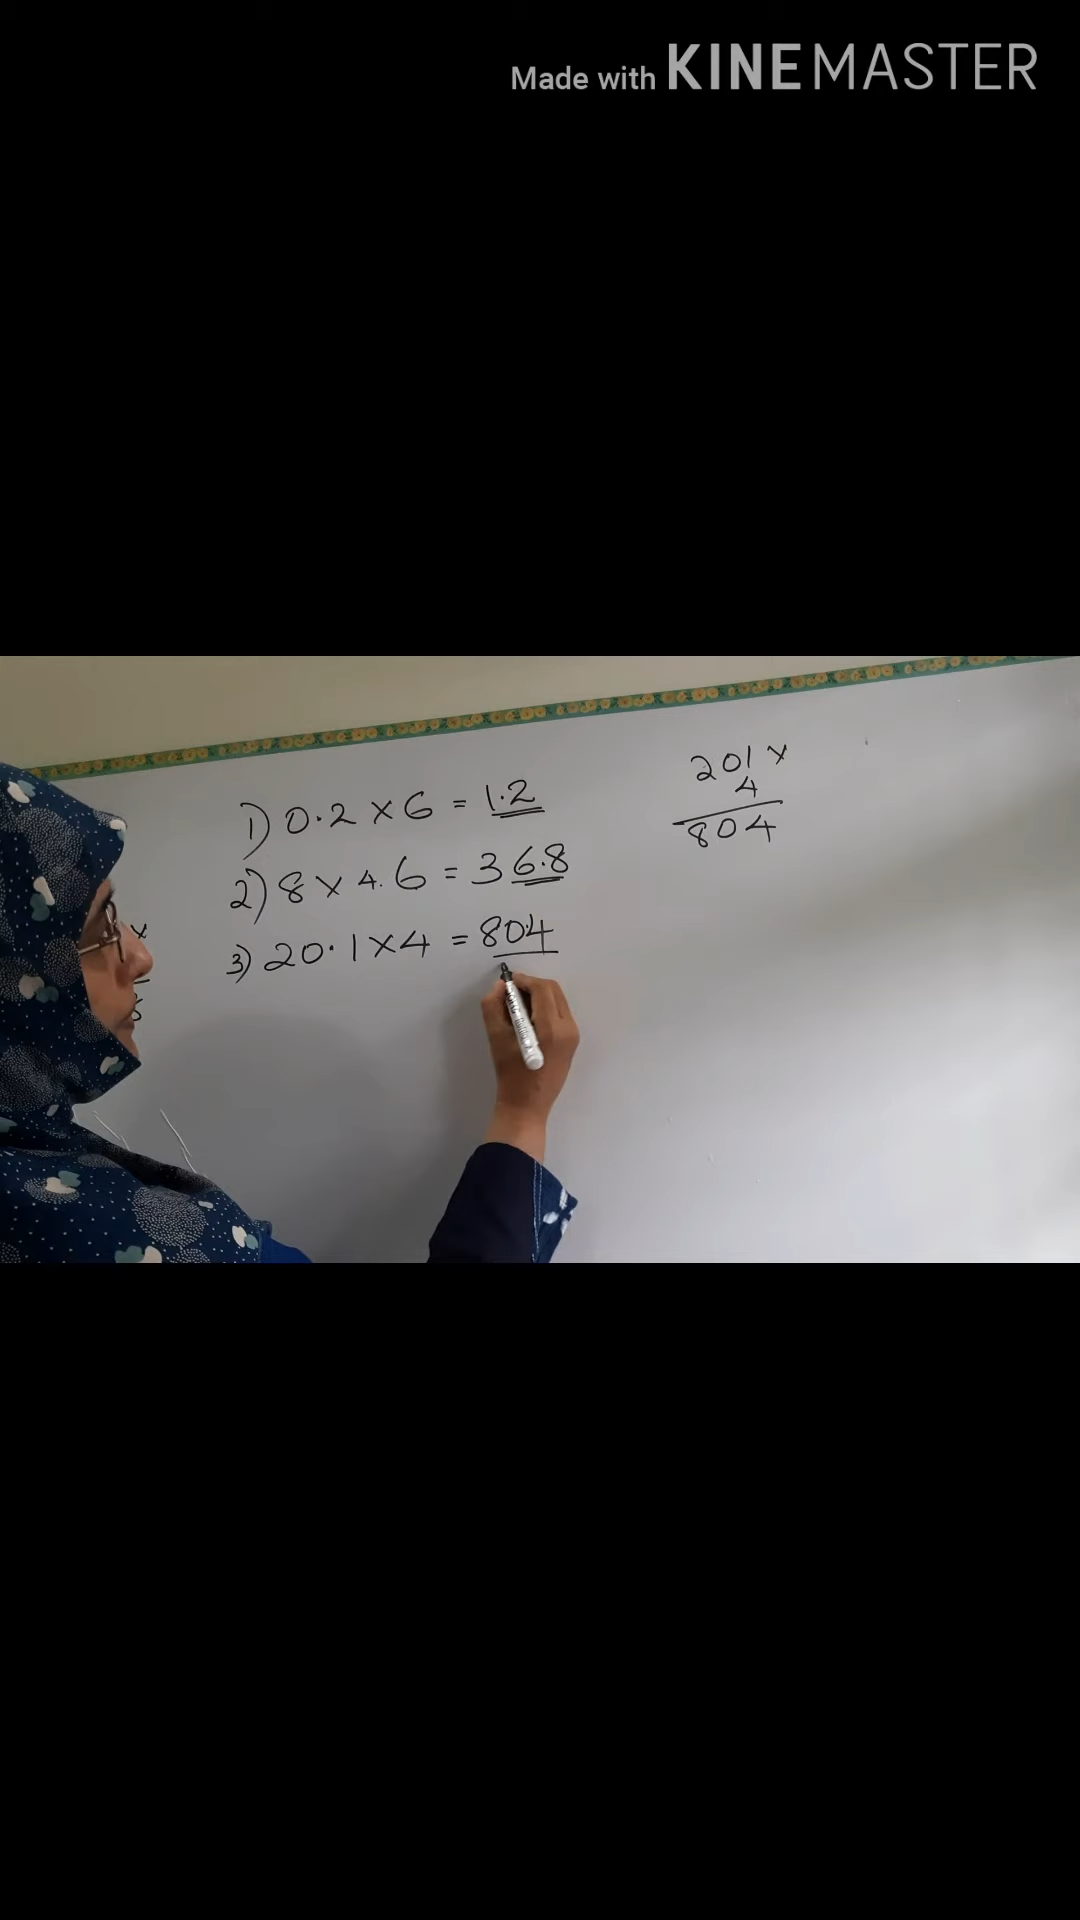 Made with KINEMASTER
1) 0.2 × 6 = 1.2
2) 8 × 4.6 = 36.8
3) 20.1 × 4 = 80.4
201 ×
4
804